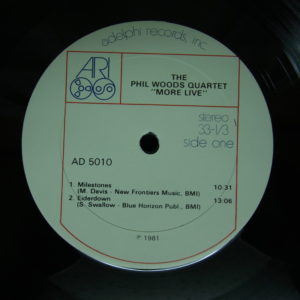 adelphi records, inc.
ARI
THE
PHIL WOODS QUARTET
"MORE LIVE"
stereo
33-1/3
side one
AD 5010
1. Milestones 10:31
(M. Davis - New Frontiers Music, BMI)
2. Eiderdown 13:06
(S. Swallow - Blue Horizon Publ., BMI)
℗ 1981